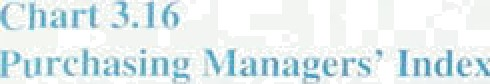 Chart 3.16
Purchasing Managers’ Index